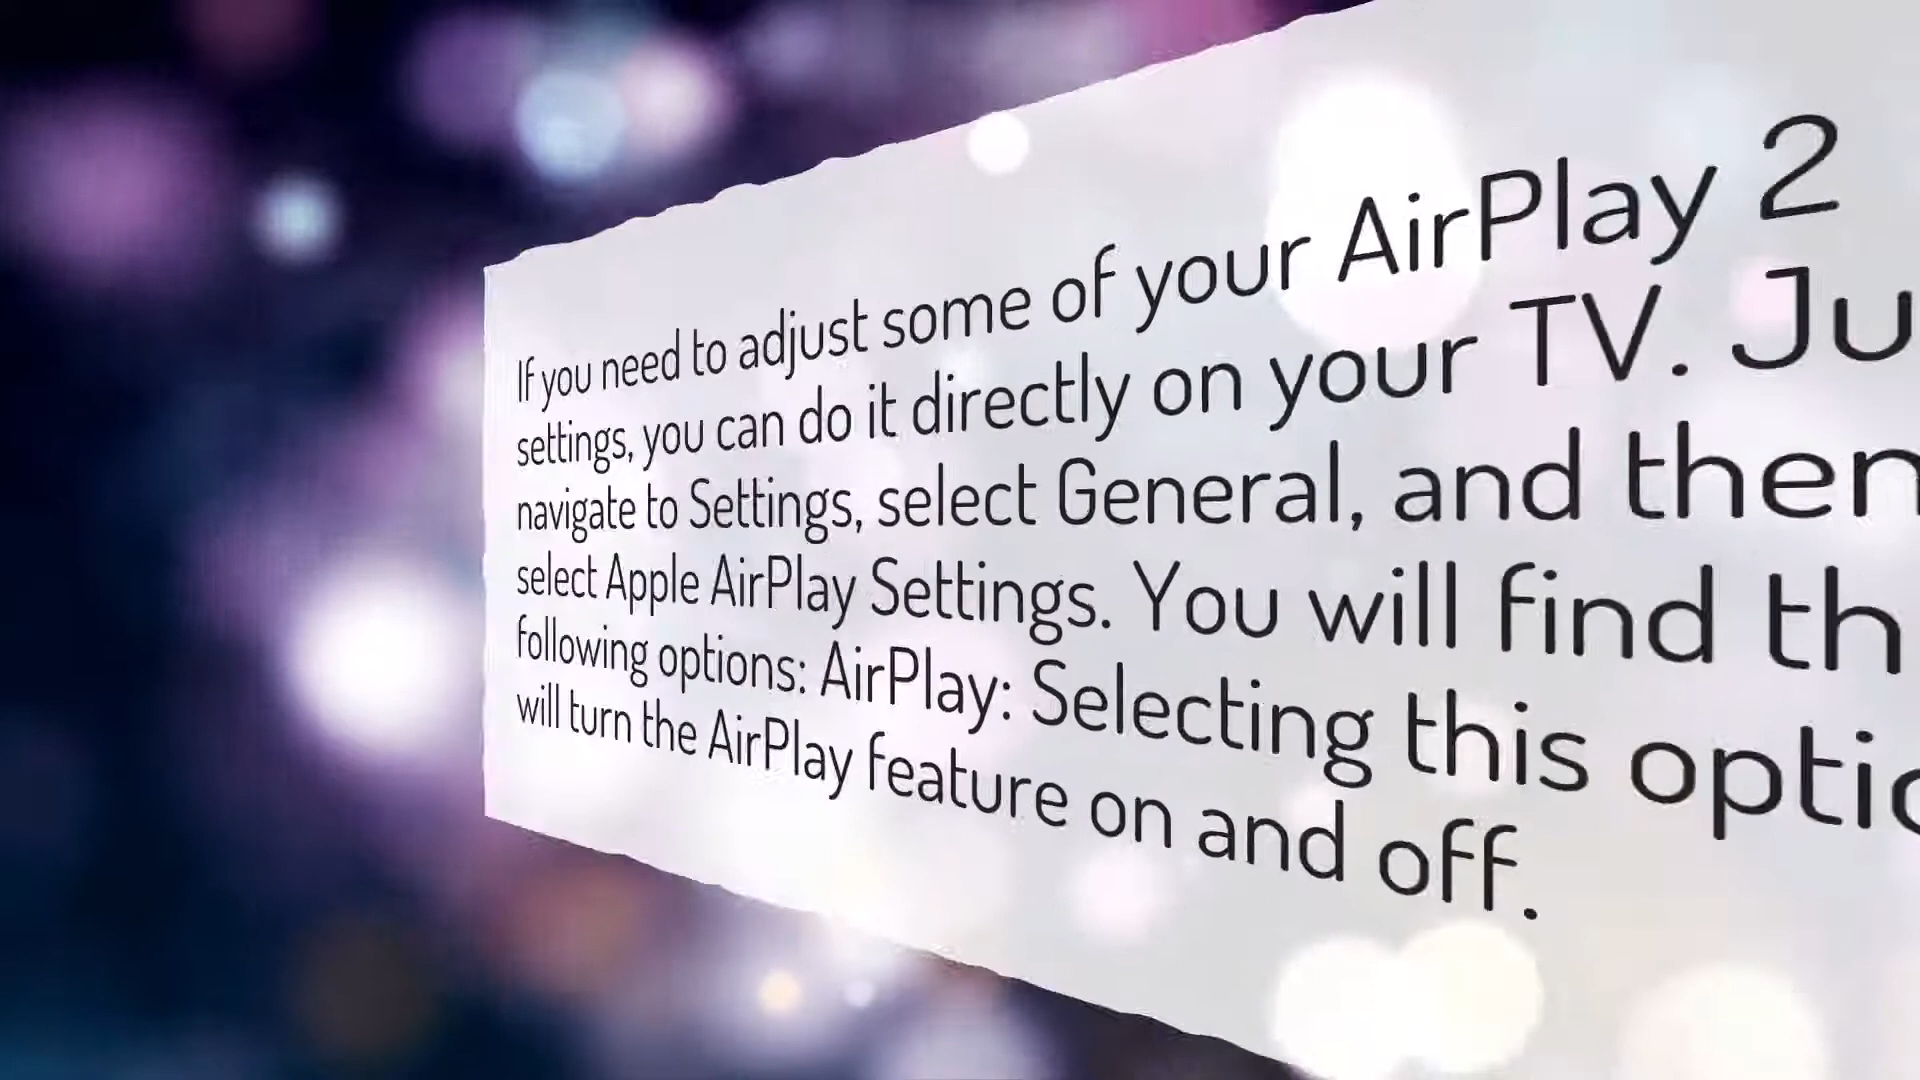 If you need to adjust some of your AirPlay 2
settings, you can do it directly on your TV. Ju
navigate to Settings, select General, and then
select Apple AirPlay Settings. You will find th
following options: AirPlay: Selecting this optio
will turn the AirPlay feature on and off.